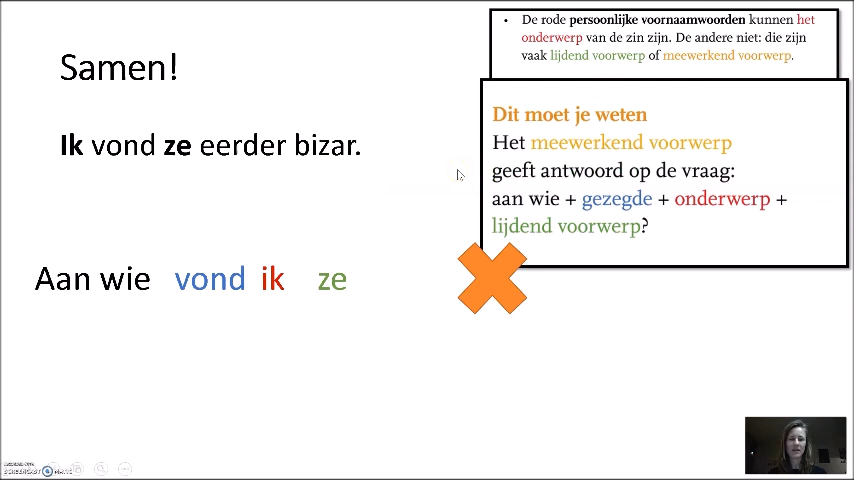 Samen!
Ik vond ze eerder bizar.
Aan wie vond ik ze
• De rode persoonlijke voornaamwoorden kunnen het
onderwerp van de zin zijn. De andere niet: die zijn
vaak lijdend voorwerp of meewerkend voorwerp.
Dit moet je weten
Het meewerkend voorwerp
geeft antwoord op de vraag:
aan wie + gezegde + onderwerp +
lijdend voorwerp?